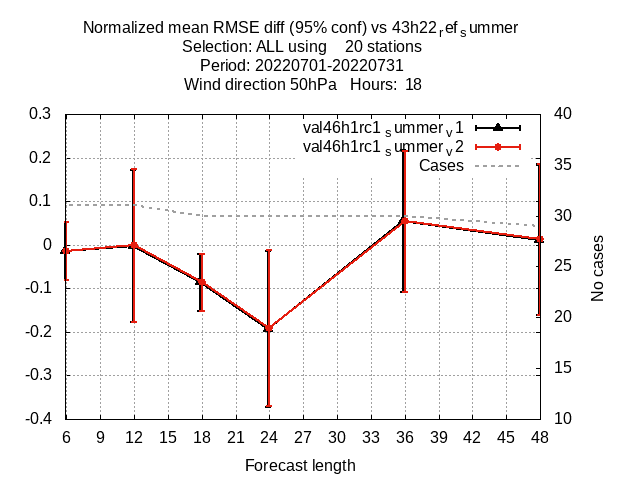 Normalized mean RMSE diff (95% conf) vs 43h22ref_summer
Selection: ALL using    20 stations
Period: 20220701-20220731
Wind direction 50hPa   Hours:  18
0.3
0.2
0.1
0
-0.1
-0.2
-0.3
-0.4
40
35
30
25
20
15
10
val46h1rc1summerv1
val46h1rc1summerv2
Cases
No cases
6 9 12 15 18 21 24 27 30 33 36 39 42 45 48
Forecast length